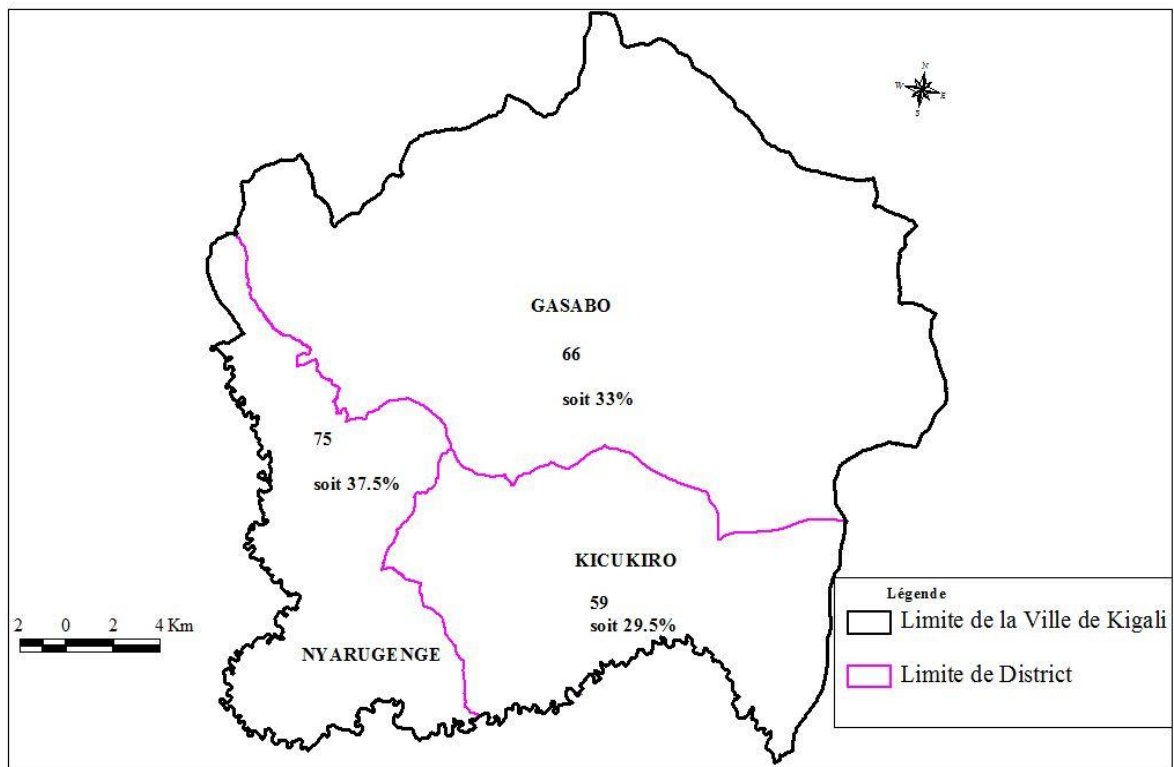 N
W
E
S
GASABO
66
soit 33%
75
soit 37.5%
KICUKIRO
59
soit 29.5%
NYARUGENGE
2 0 2 4 Km
Légende
Limite de la Ville de Kigali
Limite de District